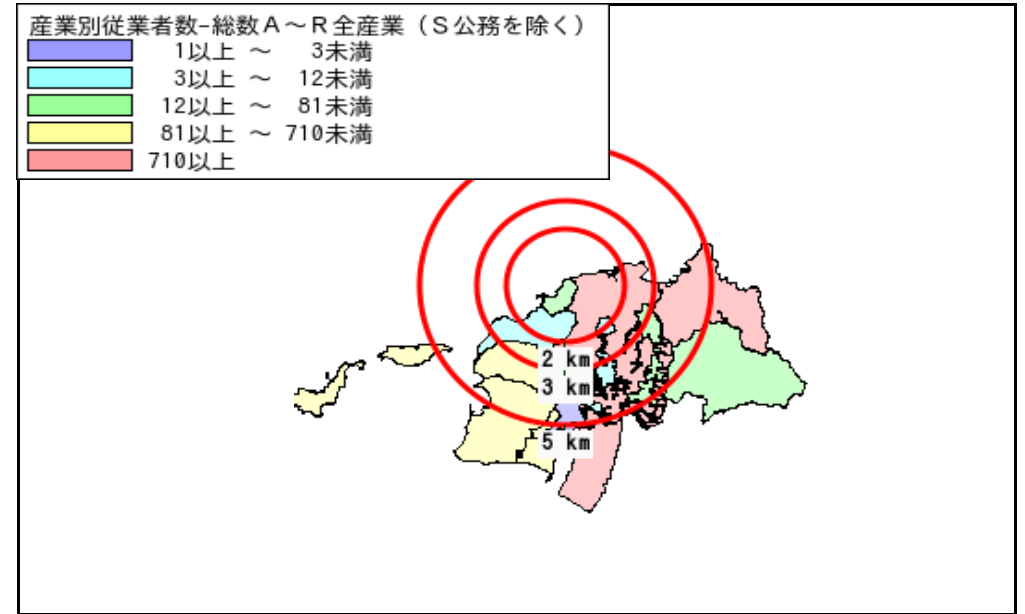 産業別従業者数-総数A～R全産業（S公務を除く）
1以上 ～ 3未満
3以上 ～ 12未満
12以上 ～ 81未満
81以上 ～ 710未満
710以上
2 km
3 km
5 km